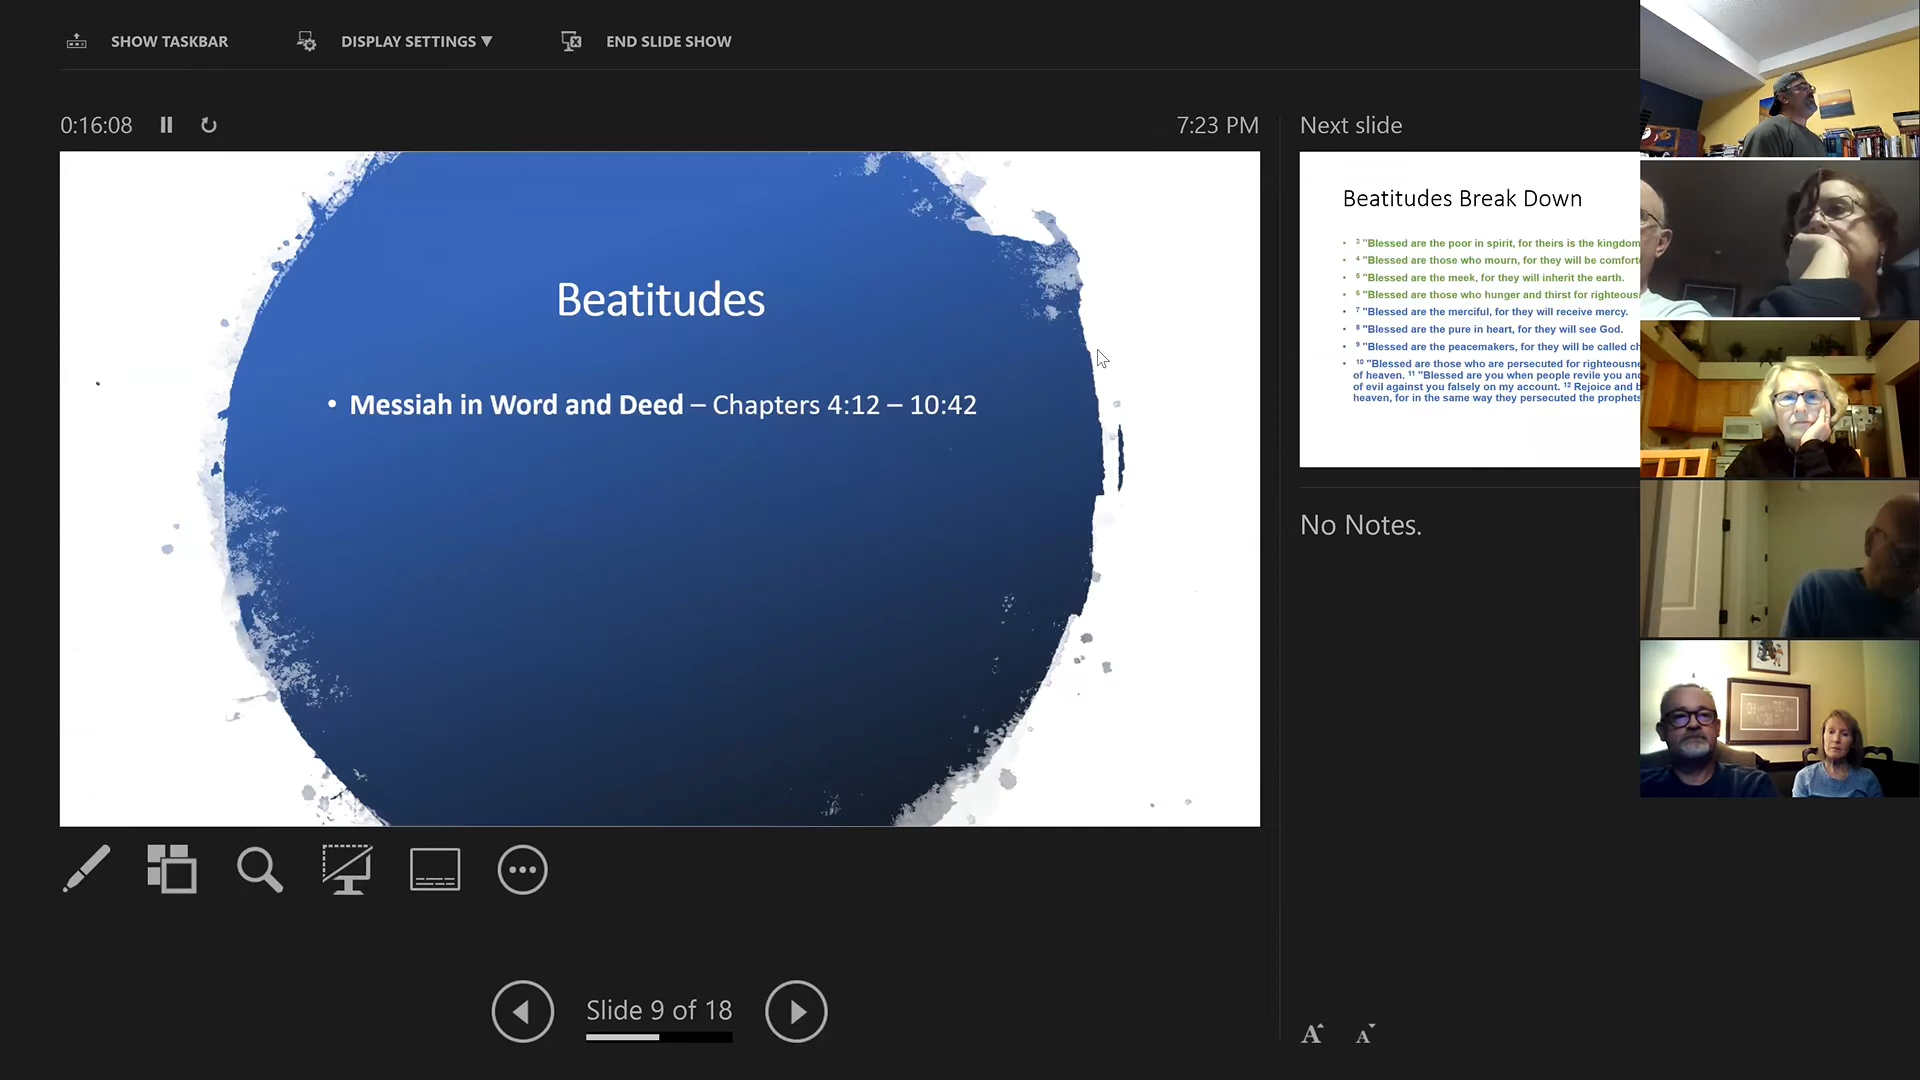 SHOW TASKBAR
DISPLAY SETTINGS ▼
END SLIDE SHOW
0:16:08
7:23 PM
Beatitudes
• Messiah in Word and Deed – Chapters 4:12 – 10:42
Next slide
Beatitudes Break Down
• 3 "Blessed are the poor in spirit, for theirs is the kingdom
• 4 "Blessed are those who mourn, for they will be comfort
• 5 "Blessed are the meek, for they will inherit the earth.
• 6 "Blessed are those who hunger and thirst for righteous
• 7 "Blessed are the merciful, for they will receive mercy.
• 8 "Blessed are the pure in heart, for they will see God.
• 9 "Blessed are the peacemakers, for they will be called ch
• 10 "Blessed are those who are persecuted for righteousne
of heaven. 11 "Blessed are you when people revile you and
of evil against you falsely on my account. 12 Rejoice and b
heaven, for in the same way they persecuted the prophets
No Notes.
Slide 9 of 18
A A